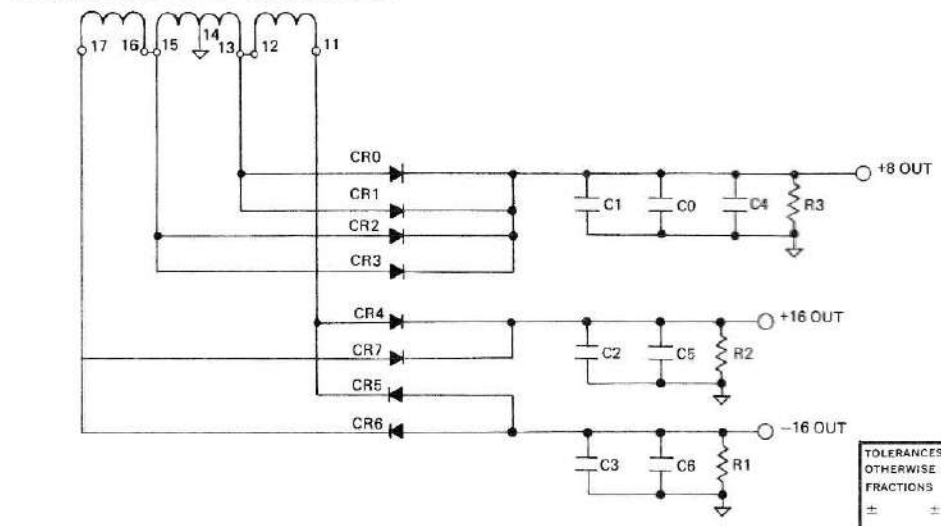 17 16 15 14 13 12 11
CR0
CR1
CR2
CR3
CR4
CR7
CR5
CR6
C1 C0 C4 R3
+8 OUT
C2 C5 R2
+16 OUT
C3 C6 R1
−16 OUT
TOLERANCES
OTHERWISE
FRACTIONS
± ±